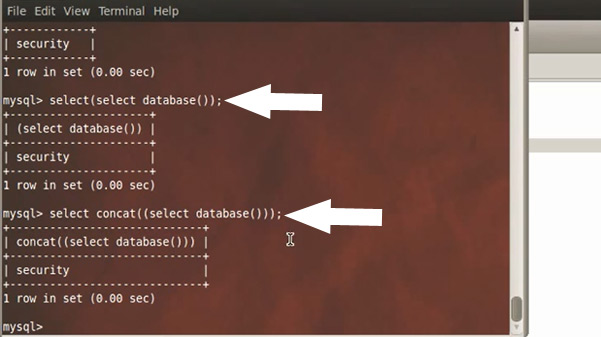 File Edit View Terminal Help
+------------+
| security   |
+------------+
1 row in set (0.00 sec)
mysql> select(select database());
+---------------------+
| (select database()) |
+---------------------+
| security            |
+---------------------+
1 row in set (0.00 sec)
mysql> select concat((select database()));
+-----------------------------+
| concat((select database())) |
+-----------------------------+
| security                    |
+-----------------------------+
1 row in set (0.00 sec)
mysql>